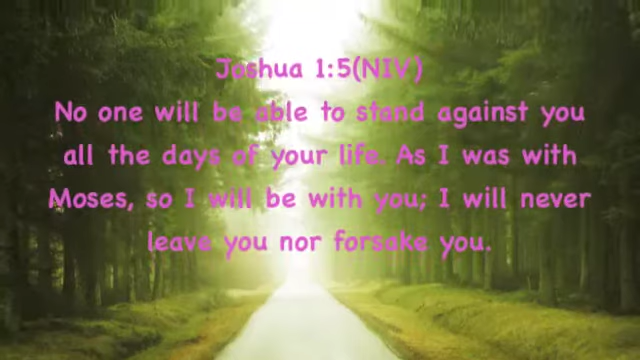 Joshua 1:5(NIV)
No one will be able to stand against you
all the days of your life. As I was with
Moses, so I will be with you; I will never
leave you nor forsake you.